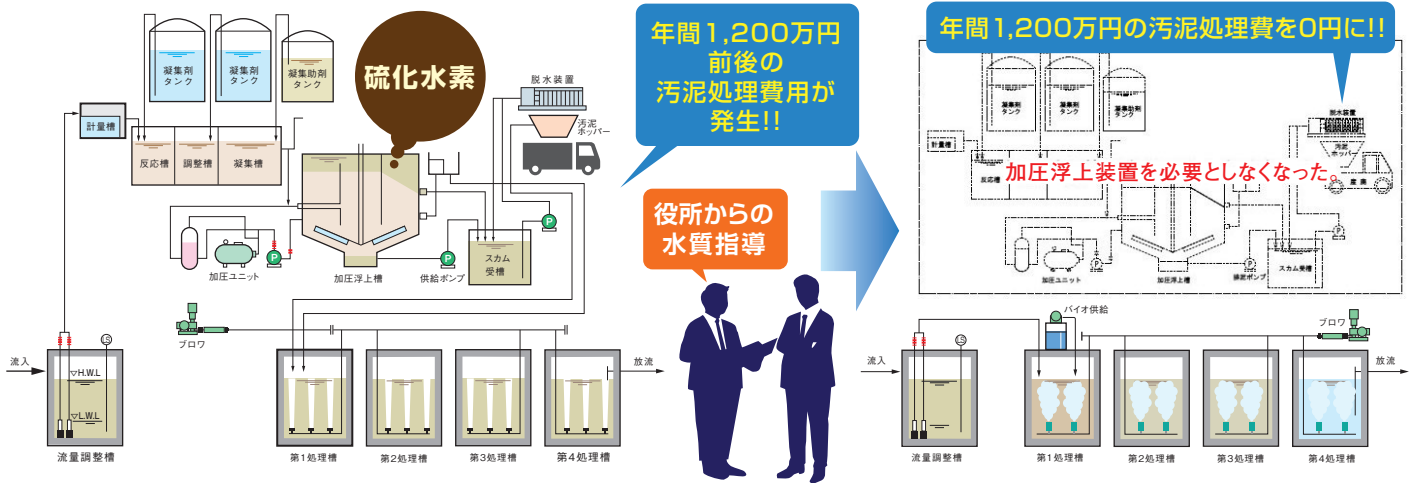 凝集剤
タンク
凝集剤
タンク
凝集助剤
タンク
硫化水素
脱水装置
汚泥
ホッパー
計量槽
反応槽
調整槽
凝集槽
P
加圧ユニット
P
加圧浮上槽
P
供給ポンプ
スカム
受槽
P
ブロワ
流入
LS
▽H.W.L
▽L.W.L
流量調整槽
第1処理槽
第2処理槽
第3処理槽
第4処理槽
放流
年間1,200万円
前後の
汚泥処理費用が
発生!!
役所からの
水質指導
年間1,200万円の汚泥処理費を0円に!!
凝集剤
タンク
凝集剤
タンク
凝集助剤
タンク
脱水装置
汚泥
ホッパー
産廃
計量槽
反応槽
加圧浮上装置を必要としなくなった。
加圧ユニット
P
加圧浮上槽
P
排泥ポンプ
スカム
受槽
P
バイオ供給
ブロワ
流入
LS
流量調整槽
第1処理槽
第2処理槽
第3処理槽
第4処理槽
放流